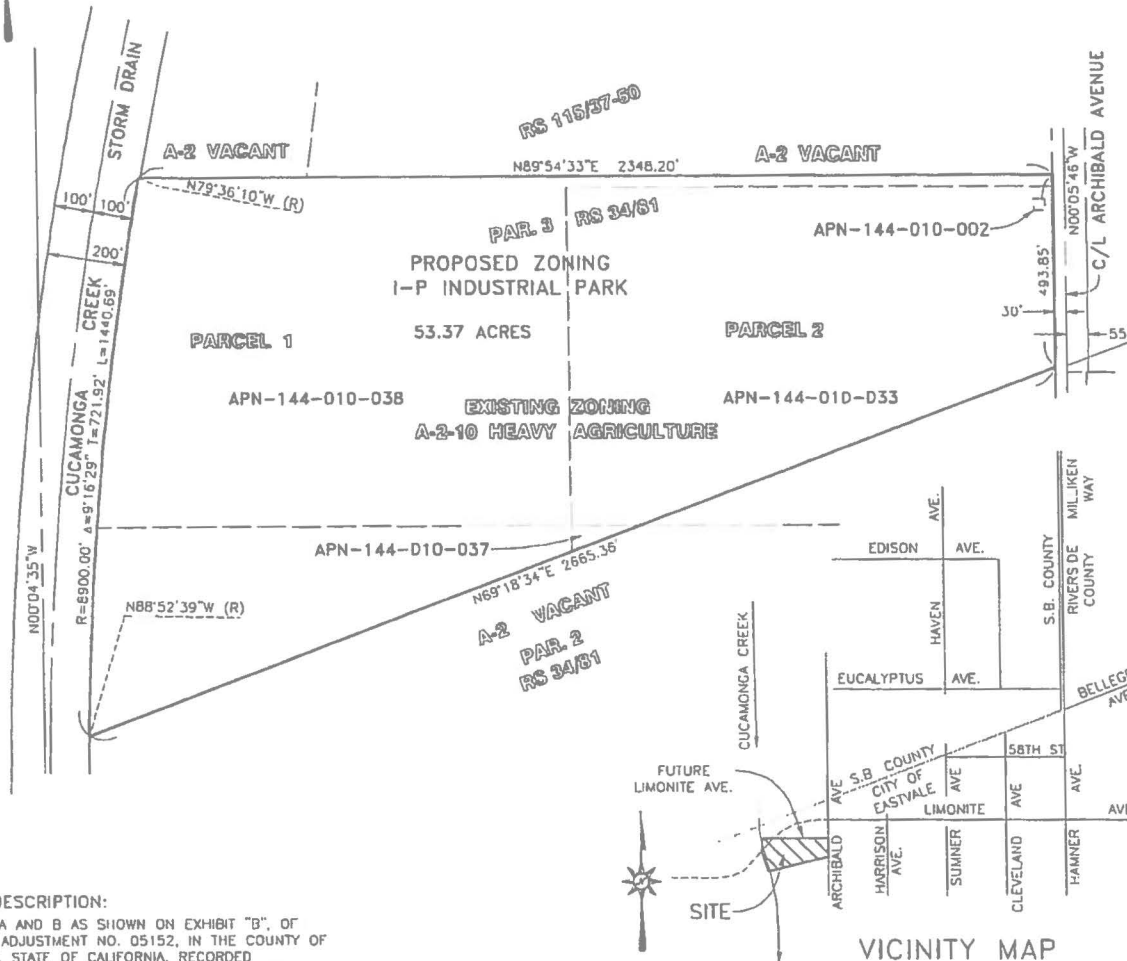 STORM DRAIN
RS 115/37-50
A-2 VACANT
A-2 VACANT
N89°54'33"E 2348.20'
N79°36'10"W (R)
100' 100'
200'
PAR. 3
RS 34/81
APN-144-010-002
PROPOSED ZONING
I-P INDUSTRIAL PARK
53.37 ACRES
PARCEL 1
PARCEL 2
APN-144-010-038
APN-144-01D-D33
EXISTING ZONING
A-2-10 HEAVY AGRICULTURE
493.85'
N00°05'46"W
C/L ARCHIBALD AVENUE
30'
55
CUCAMONGA CREEK
R=8900.00' Δ=9°16'29" T=721.92' L=1440.69'
N00°04'35"W
APN-144-D10-037
N69°18'34"E 2665.36'
N88°52'39"W (R)
A-2 VACANT
PAR. 2
RS 34/81
EDISON AVE.
HAVEN AVE.
S.B. COUNTY
RIVERS DE COUNTY
MILLIKEN WAY
EUCALYPTUS AVE.
CUCAMONGA CREEK
BELLEG
AVE
58TH ST
S.B COUNTY
CITY OF
EASTVALE
FUTURE
LIMONITE AVE.
LIMONITE AVE
ARCHIBALD AVE
HARRISON AVE.
SUMNER AVE
CLEVELAND AVE
HAMNER AVE.
SITE
VICINITY MAP
DESCRIPTION:
A AND B AS SHOWN ON EXHIBIT "B", OF
ADJUSTMENT NO. 05152, IN THE COUNTY OF
STATE OF CALIFORNIA, RECORDED